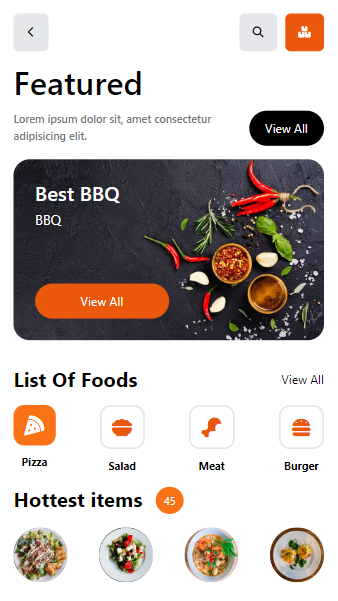 Featured
Lorem ipsum dolor sit, amet consectetur
adipisicing elit.
View All
Best BBQ
BBQ
View All
List Of Foods
View All
Pizza
Salad
Meat
Burger
Hottest items
45